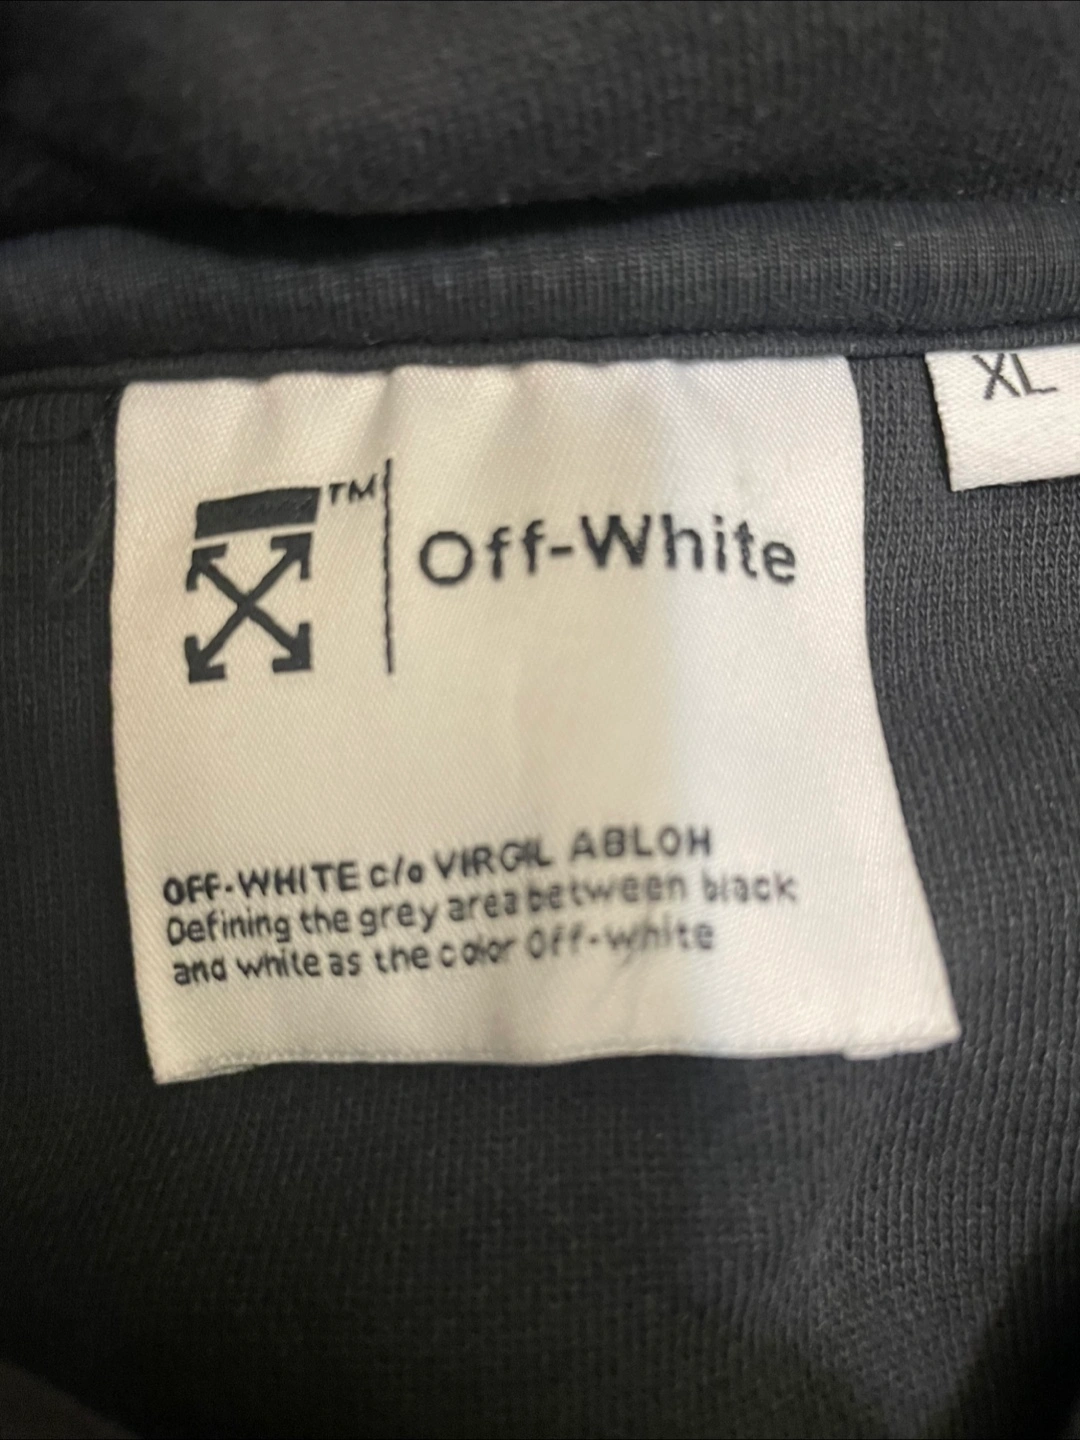 XL
TM
Off-White
OFF-WHITE c/o VIRGIL ABLOH
Defining the grey area between black
and white as the color Off-white